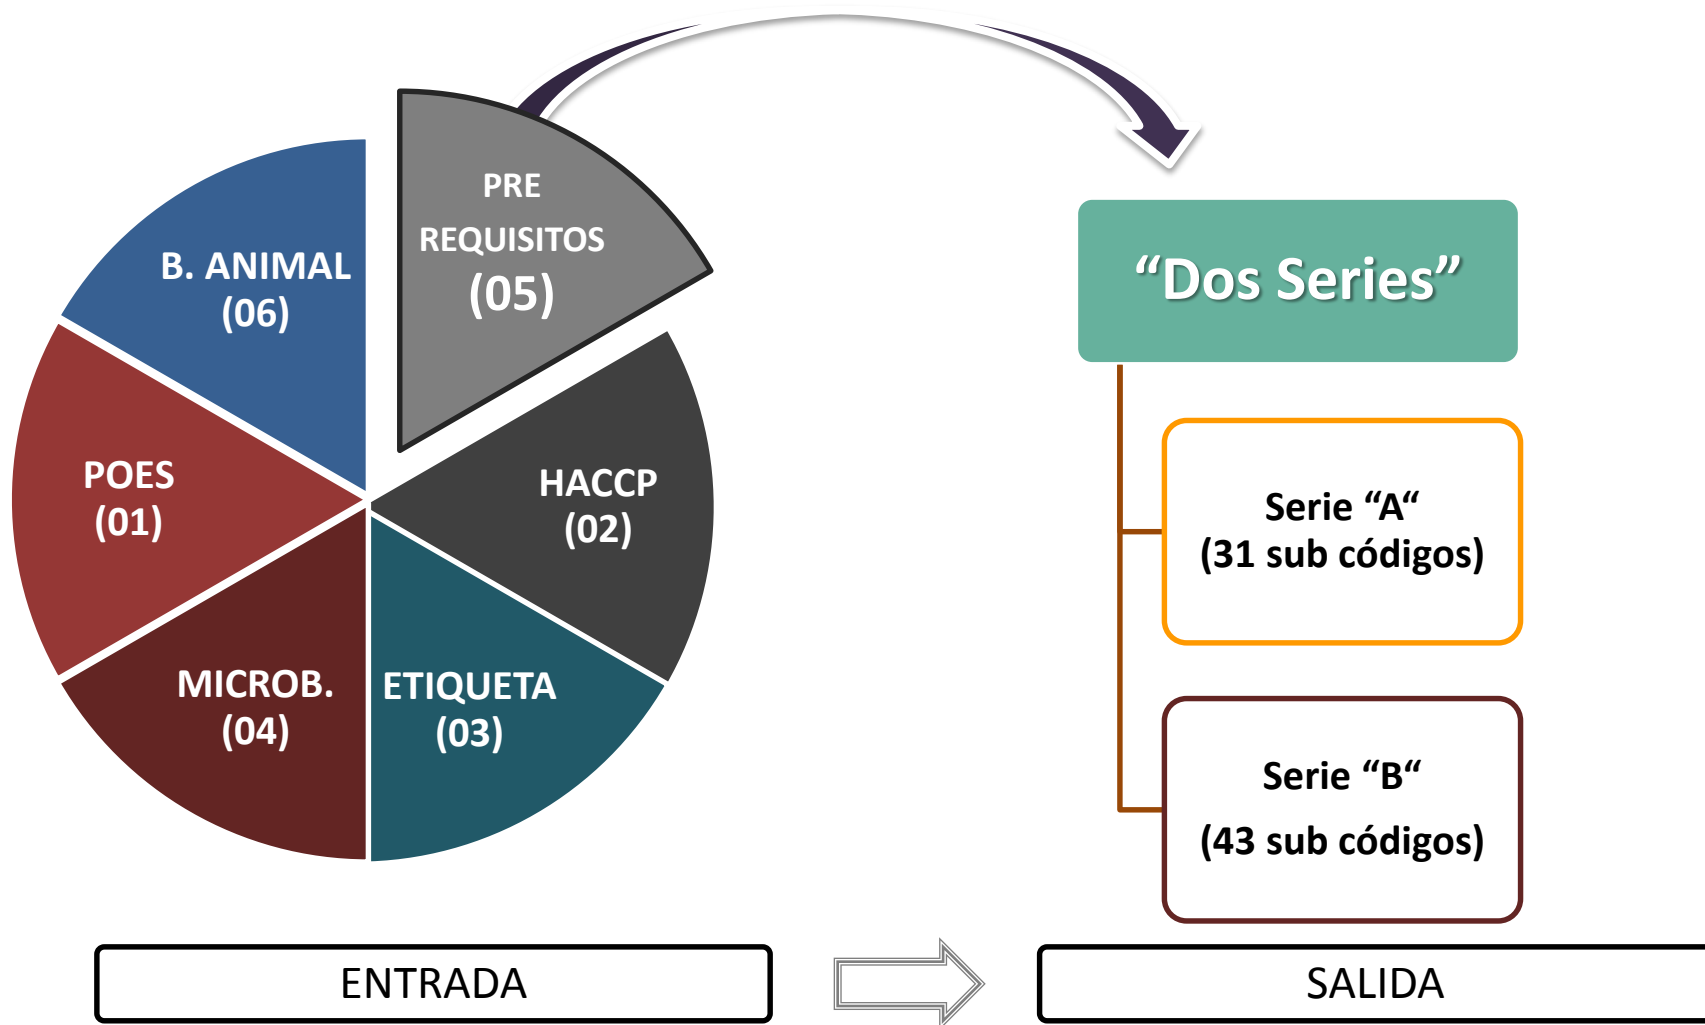 PRE
REQUISITOS
(05)
B. ANIMAL
(06)
POES
(01)
HACCP
(02)
MICROB.
(04)
ETIQUETA
(03)
“Dos Series”
Serie “A“
(31 sub códigos)
Serie “B“
(43 sub códigos)
ENTRADA
SALIDA